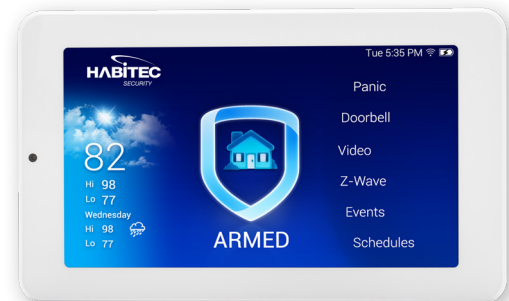 Tue 5:35 PM
HABITEC
SECURITY
82
Hi 98
Lo 77
Wednesday
Hi 98
Lo 77
ARMED
Panic
Doorbell
Video
Z-Wave
Events
Schedules